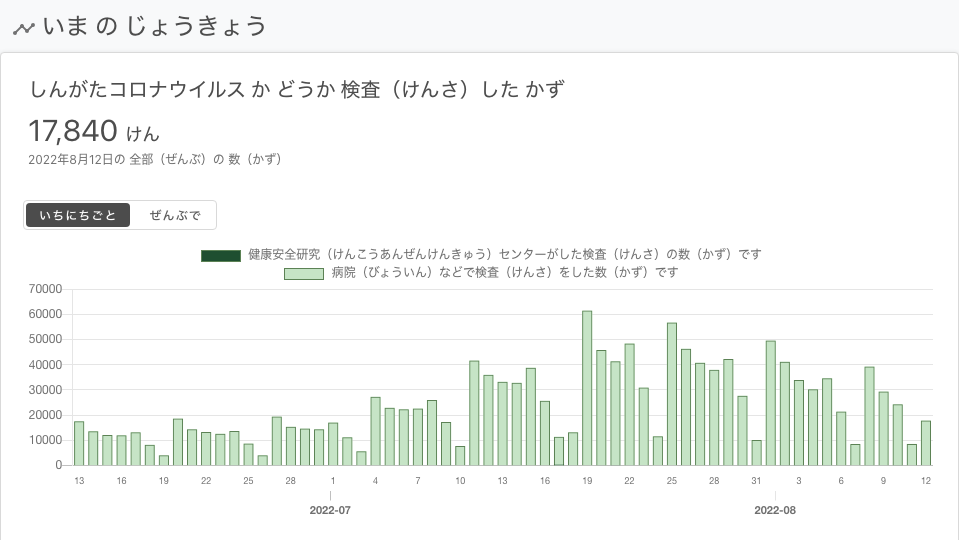 いま の じょうきょう
しんがたコロナウイルス か どうか 検査（けんさ）した かず
17,840 けん
2022年8月12日の 全部（ぜんぶ）の 数（かず）
いちにちごと ぜんぶで
健康安全研究（けんこうあんぜんけんきゅう）センターがした検査（けんさ）の数（かず）です
病院（びょういん）などで検査（けんさ）をした数（かず）です
70000
60000
50000
40000
30000
20000
10000
0
13 16 19 22 25 28 1 4 7 10 13 16 19 22 25 28 31 3 6 9 12
2022-07 2022-08